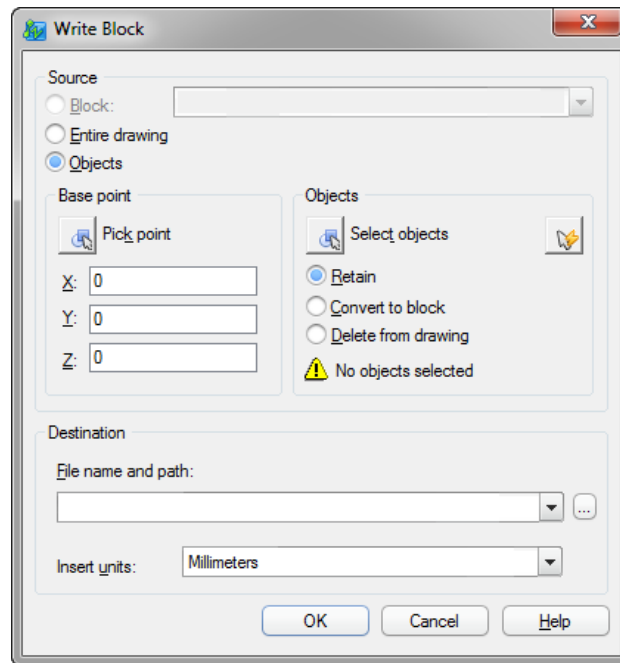 Write Block
Source
Block:
Entire drawing
Objects
Base point
Pick point
X: 0
Y: 0
Z: 0
Objects
Select objects
Retain
Convert to block
Delete from drawing
No objects selected
Destination
File name and path:
...
Insert units: Millimeters
OK Cancel Help